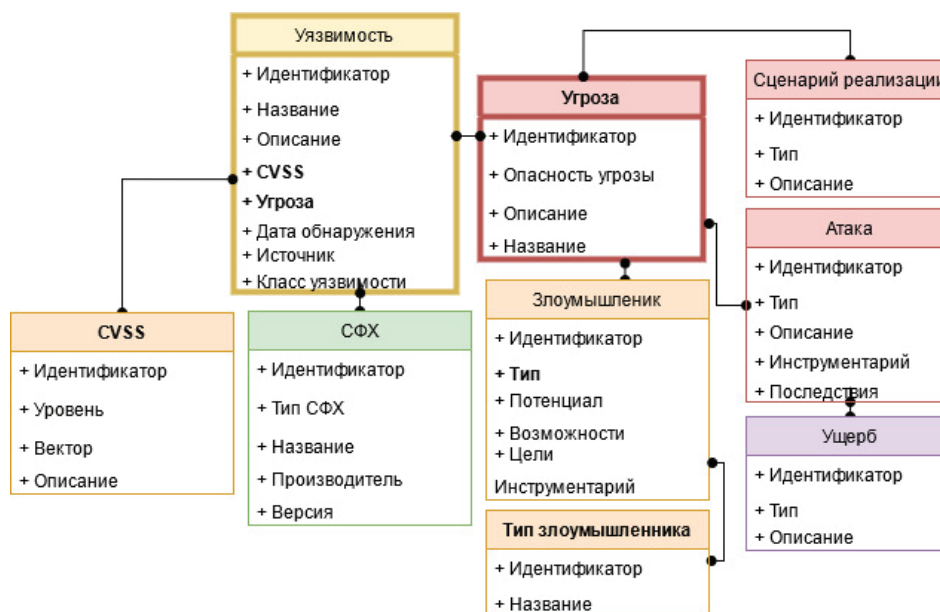 Уязвимость
+ Идентификатор
+ Название
+ Описание
+ CVSS
+ Угроза
+ Дата обнаружения
+ Источник
+ Класс уязвимости
Угроза
+ Идентификатор
+ Опасность угрозы
+ Описание
+ Название
Сценарий реализации
+ Идентификатор
+ Тип
+ Описание
Атака
+ Идентификатор
+ Тип
+ Описание
+ Инструментарий
+ Последствия
CVSS
+ Идентификатор
+ Уровень
+ Вектор
+ Описание
СФХ
+ Идентификатор
+ Тип СФХ
+ Название
+ Производитель
+ Версия
Злоумышленик
+ Идентификатор
+ Тип
+ Потенциал
+ Возможности
+ Цели
Инструментарий
Ущерб
+ Идентификатор
+ Тип
+ Описание
Тип злоумышленника
+ Идентификатор
+ Название